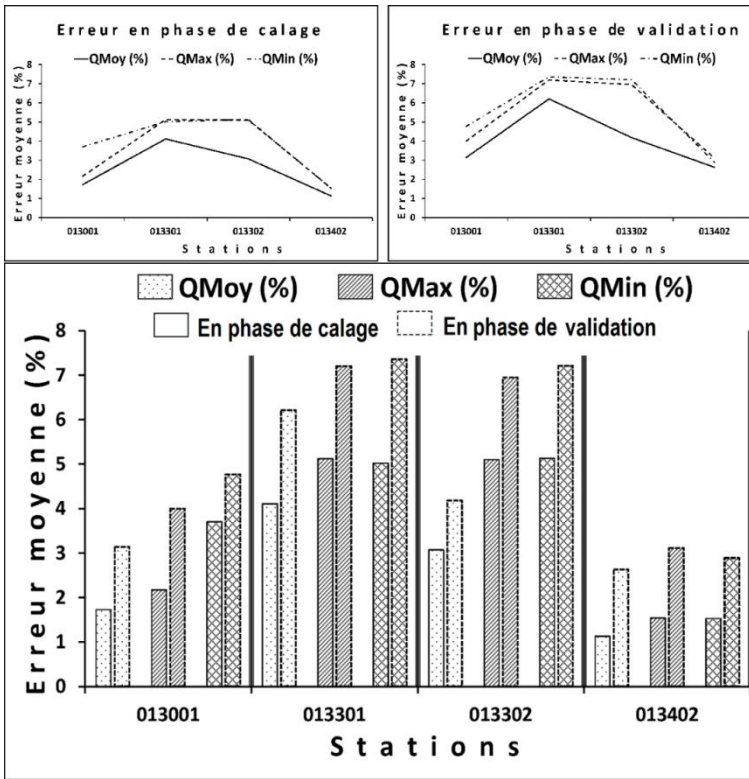 Erreur en phase de calage
QMoy (%) QMax (%) QMin (%)
Erreur moyenne (%)
7
6
5
4
3
2
1
0
013001 013301 013302 013402
Stations
Erreur en phase de validation
QMoy (%) QMax (%) QMin (%)
Erreur moyenne (%)
8
7
6
5
4
3
2
1
0
013001 013301 013302 013402
Stations
QMoy (%) QMax (%) QMin (%)
En phase de calage En phase de validation
Erreur moyenne (%)
8
7
6
5
4
3
2
1
0
013001 013301 013302 013402
Stations